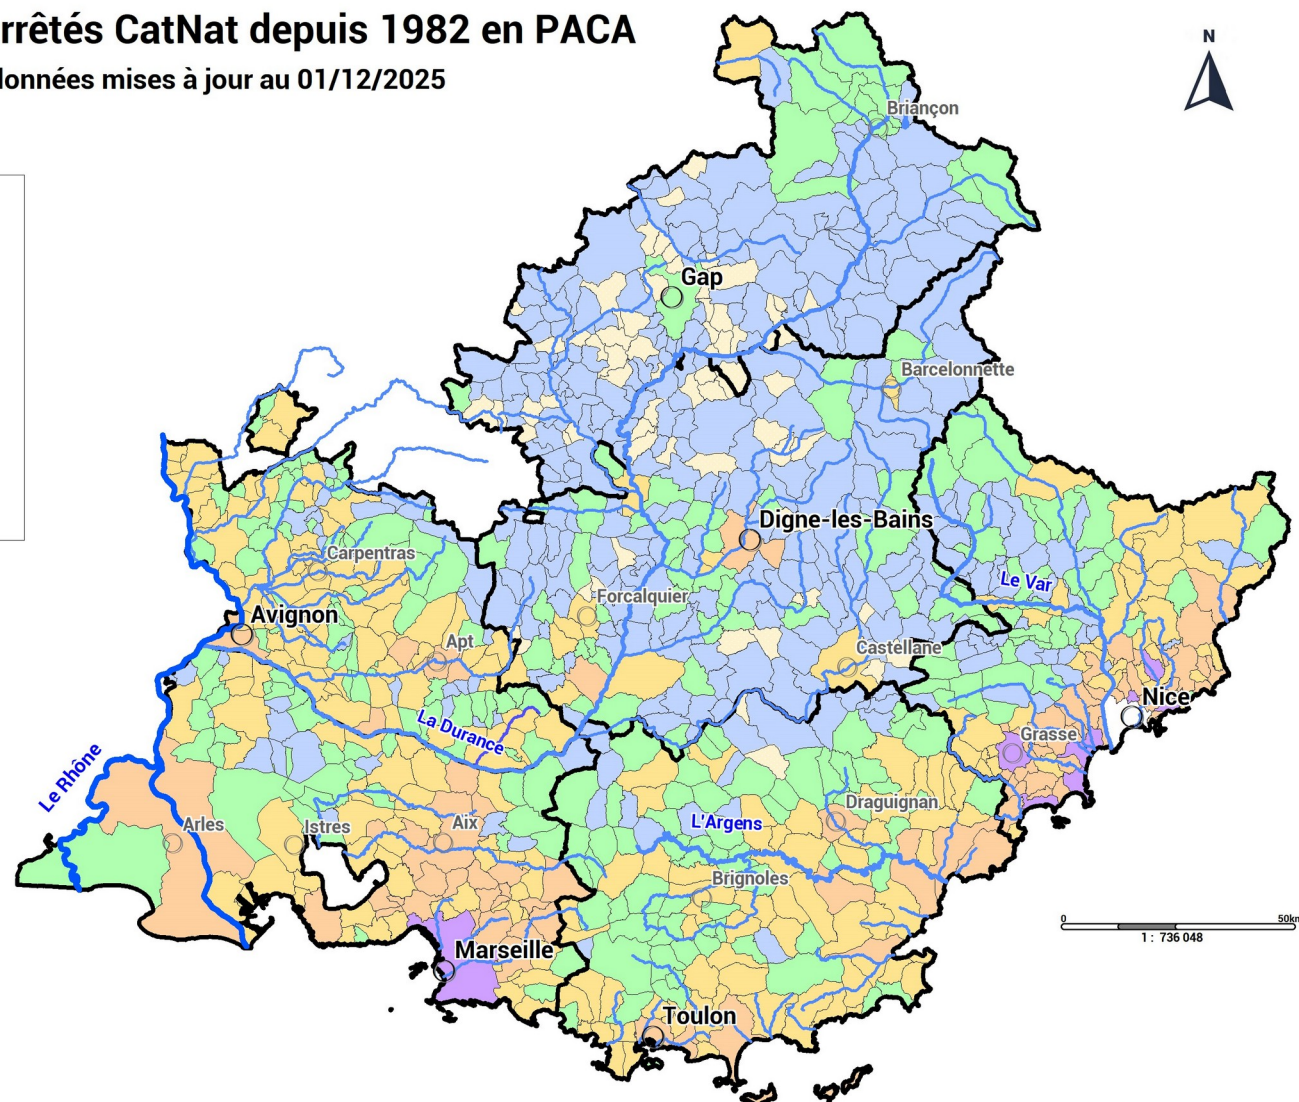 rrêtés CatNat depuis 1982 en PACA
données mises à jour au 01/12/2025
N
Briançon
Gap
Barcelonnette
Digne-les-Bains
Carpentras
Le Var
Forcalquier
Avignon
Apt
Castellane
Nice
La Durance
Grasse
Le Rhône
Draguignan
Arles
Istres
Aix
L'Argens
Brignoles
0
50km
1 : 736 048
Marseille
Toulon